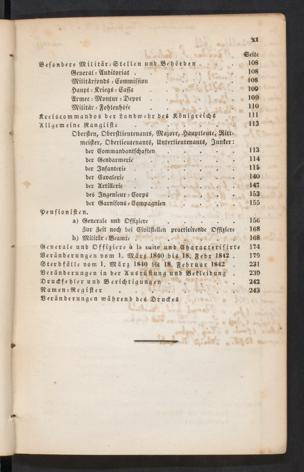 XI
Seite
Besondere Militär-Stellen und Behörden . 108
General-Auditoriat . 108
Militärfonds-Commission 108
Haupt-Kriegs-Cassa 109
Armee-Montur-Depot 109
Militär-Fohlenhöfe 110
Kreiscommandos der Landwehr des Königreichs 111
Allgemeine Rangliste 113
Obersten, Oberstlieutenants, Majore, Hauptleute, Ritt-
meister, Oberlieutenants, Unterlieutenants, Junker:
der Commandantschaften 113
der Gendarmerie 114
der Infanterie 115
der Cavalerie 140
der Artillerie 147
des Ingenieur-Corps 153
der Garnisons-Compagnien 155
Pensionisten.
a) Generale und Offiziere 156
Zur Zeit noch bei Civilstellen practicirende Offiziere 168
b) Militär-Beamte 168
Generale und Offiziere à la suite und Characterisirte 174
Veränderungen vom 1. März 1840 bis 18. Febr 1842 . 179
Sterbfälle vom 1. März 1840 bis 18. Februar 1842 231
Veränderungen in der Ausrüstung und Bekleidung 239
Druckfehler und Berichtigungen 242
Namen-Register 243
Veränderungen während des Druckes